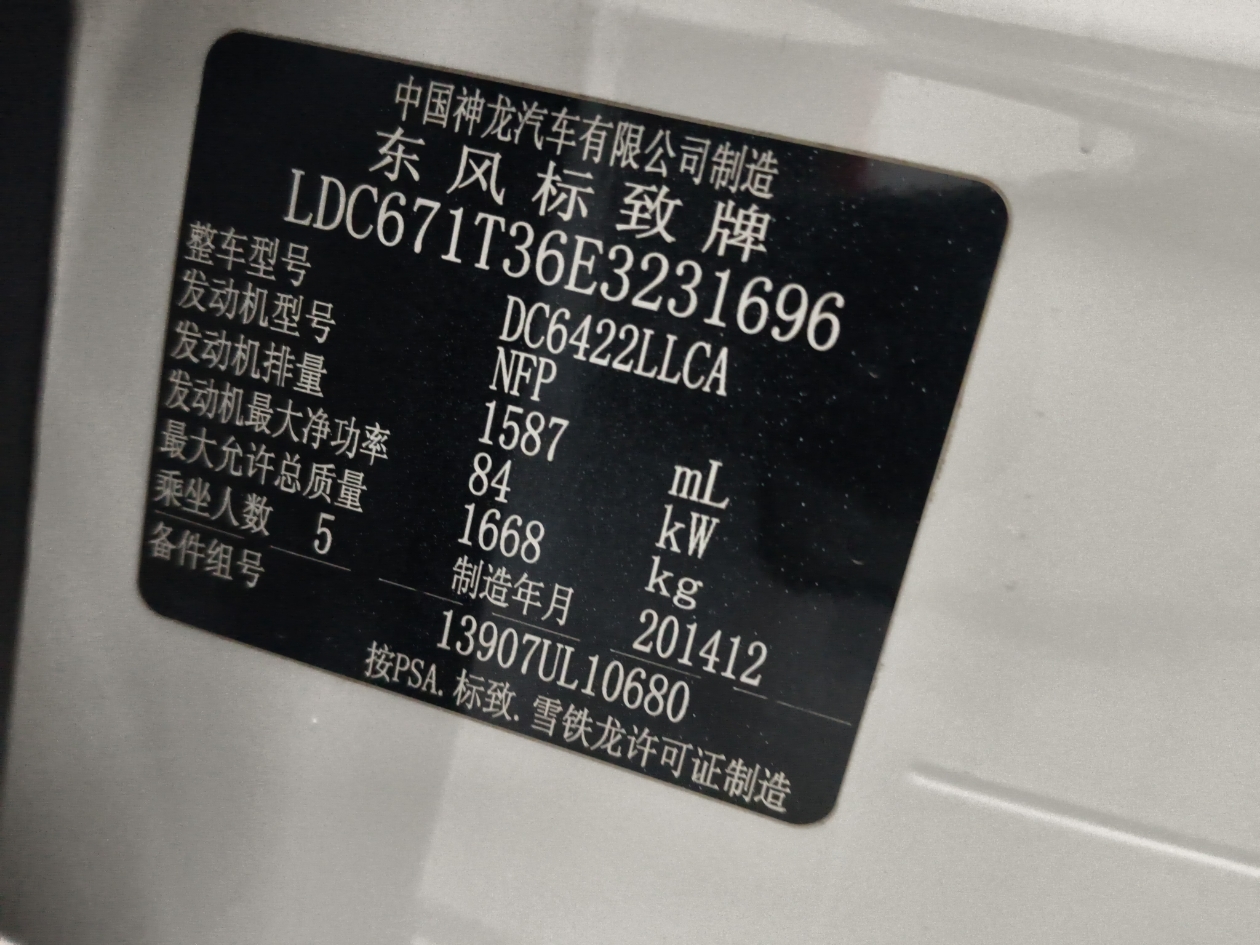 中国神龙汽车有限公司制造
东风标致牌
LDC671T36E3231696
整车型号 DC6422LLCA
发动机型号 NFP
发动机排量 1587 mL
发动机最大净功率 84 kW
最大允许总质量 1668 kg
乘坐人数 5 制造年月 201412
备件组号 13907UL10680
按PSA.标致.雪铁龙许可证制造